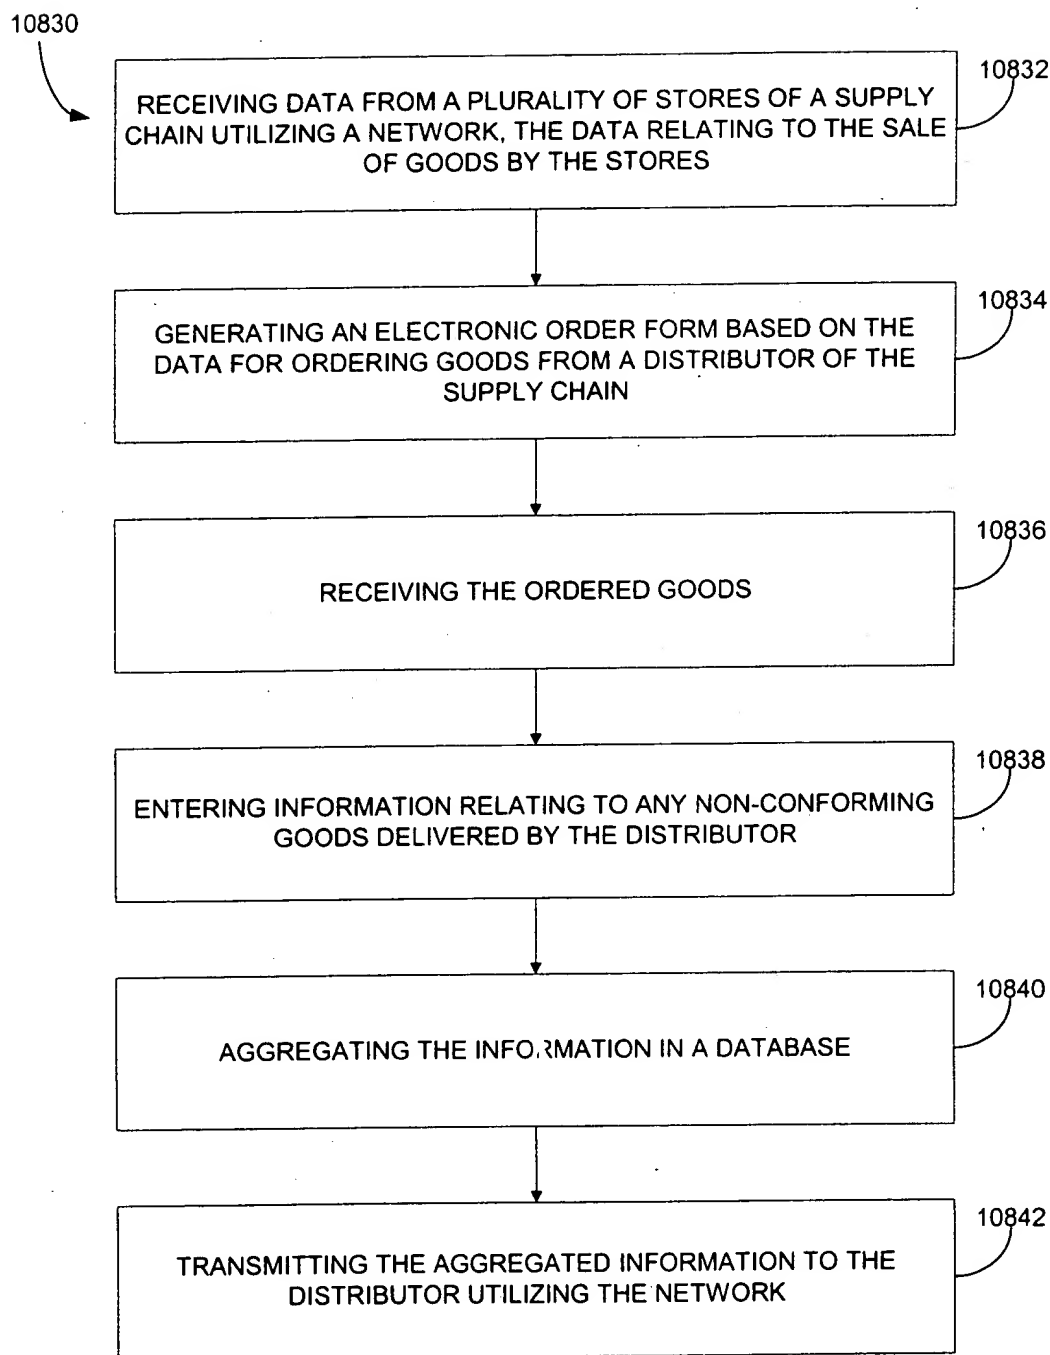 10830
10832
RECEIVING DATA FROM A PLURALITY OF STORES OF A SUPPLY
CHAIN UTILIZING A NETWORK, THE DATA RELATING TO THE SALE
OF GOODS BY THE STORES
10834
GENERATING AN ELECTRONIC ORDER FORM BASED ON THE
DATA FOR ORDERING GOODS FROM A DISTRIBUTOR OF THE
SUPPLY CHAIN
10836
RECEIVING THE ORDERED GOODS
10838
ENTERING INFORMATION RELATING TO ANY NON-CONFORMING
GOODS DELIVERED BY THE DISTRIBUTOR
10840
AGGREGATING THE INFORMATION IN A DATABASE
10842
TRANSMITTING THE AGGREGATED INFORMATION TO THE
DISTRIBUTOR UTILIZING THE NETWORK